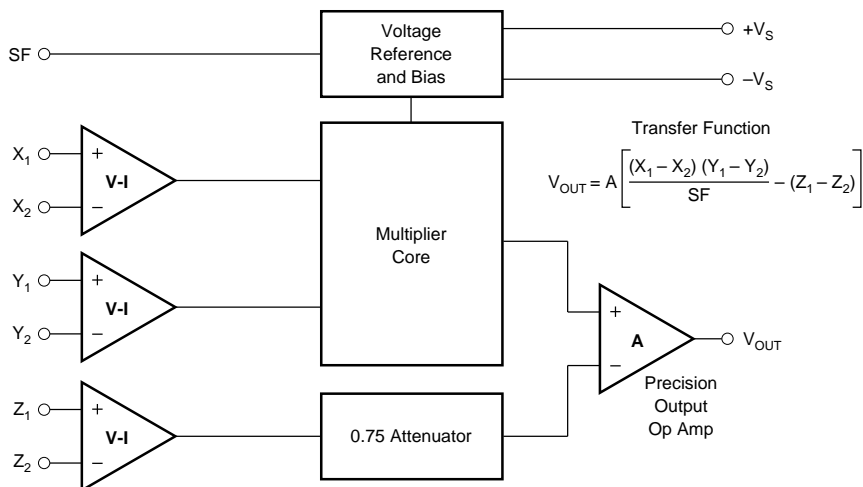 SF
Voltage
Reference
and Bias
+VS
–VS
X1
+
V-I
X2
–
Y1
+
V-I
Y2
–
Z1
+
V-I
Z2
–
Multiplier
Core
0.75 Attenuator
Transfer Function
VOUT = A [ (X1 – X2) (Y1 – Y2) / SF – (Z1 – Z2) ]
+
A
–
VOUT
Precision
Output
Op Amp